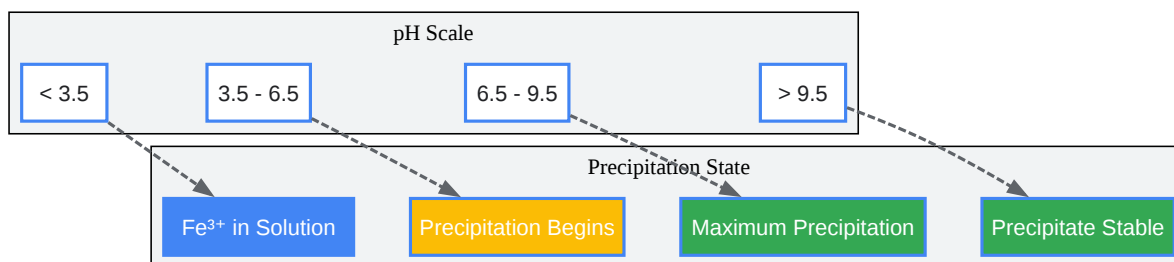 pH Scale
< 3.5
3.5 - 6.5
6.5 - 9.5
> 9.5
Precipitation State
Fe³⁺ in Solution
Precipitation Begins
Maximum Precipitation
Precipitate Stable